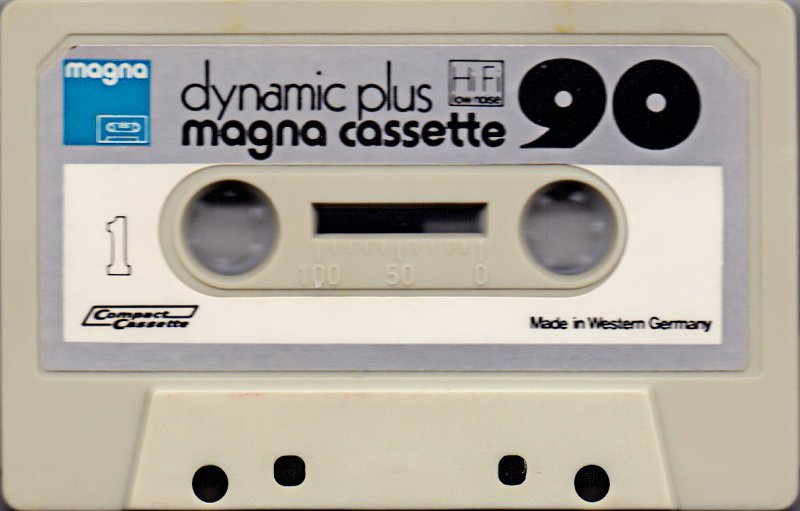 magna
dynamic plus
HiFi
low noise
90
magna cassette
1
100 50 0
Compact
Cassette
Made in Western Germany